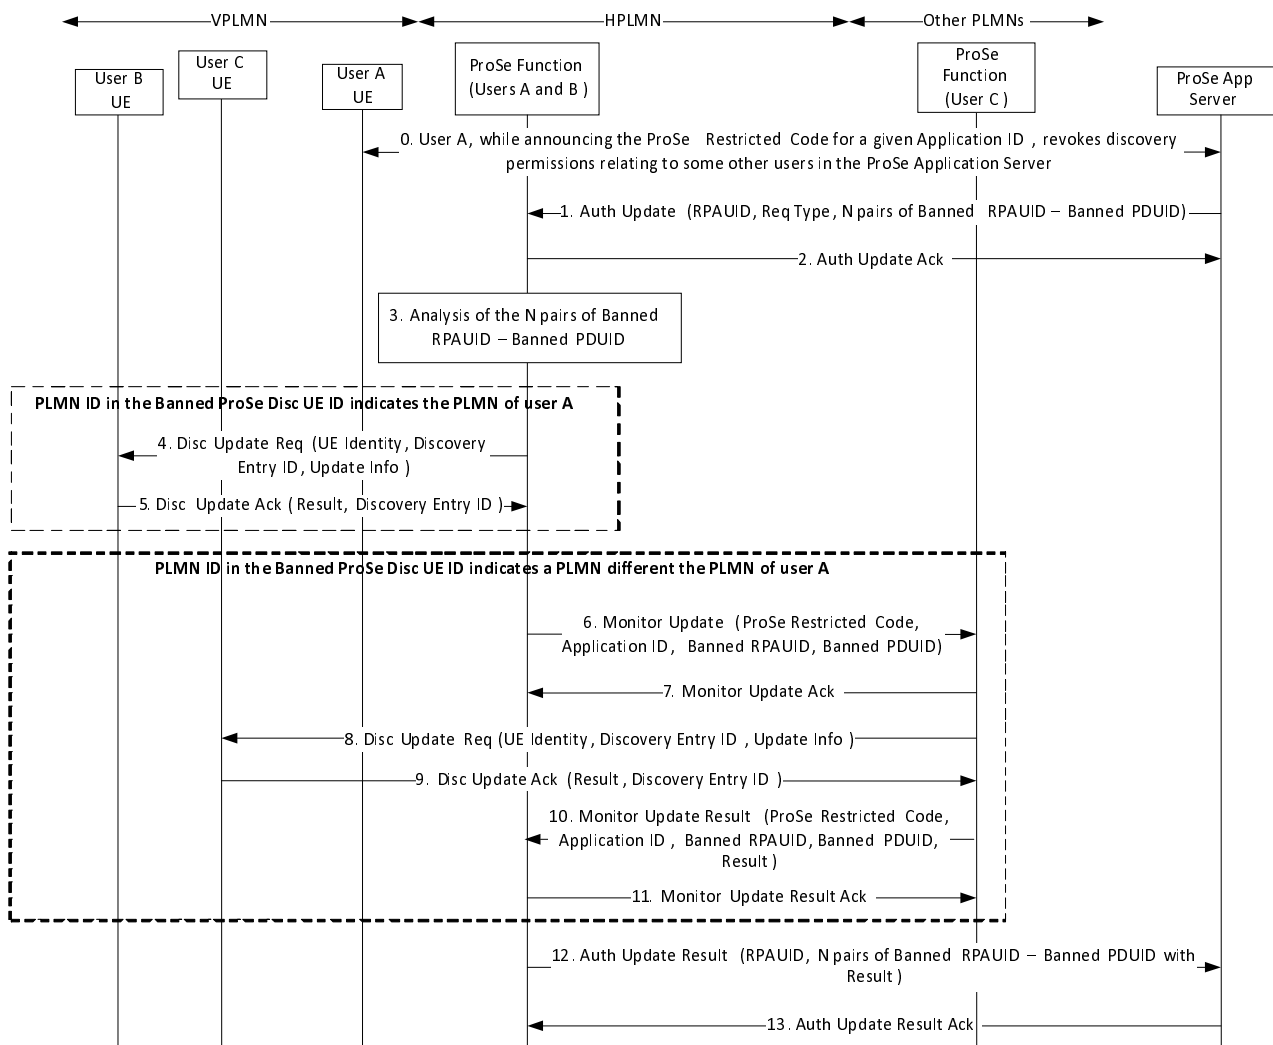 VPLMN
HPLMN
Other PLMNs
User B
UE
User C
UE
User A
UE
ProSe Function
(Users A and B )
ProSe
Function
(User C )
ProSe App
Server
0. User A, while announcing the ProSe Restricted Code for a given Application ID , revokes discovery
permissions relating to some other users in the ProSe Application Server
1. Auth Update (RPAUID, Req Type, N pairs of Banned RPAUID – Banned PDUID)
2. Auth Update Ack
3. Analysis of the N pairs of Banned
RPAUID – Banned PDUID
PLMN ID in the Banned ProSe Disc UE ID indicates the PLMN of user A
4. Disc Update Req (UE Identity, Discovery
Entry ID, Update Info )
5. Disc Update Ack ( Result, Discovery Entry ID )
PLMN ID in the Banned ProSe Disc UE ID indicates a PLMN different the PLMN of user A
6. Monitor Update (ProSe Restricted Code,
Application ID, Banned RPAUID, Banned PDUID)
7. Monitor Update Ack
8. Disc Update Req (UE Identity, Discovery Entry ID , Update Info )
9. Disc Update Ack (Result, Discovery Entry ID )
10. Monitor Update Result (ProSe Restricted Code,
Application ID , Banned RPAUID, Banned PDUID,
Result )
11. Monitor Update Result Ack
12. Auth Update Result (RPAUID, N pairs of Banned RPAUID – Banned PDUID with
Result )
13. Auth Update Result Ack